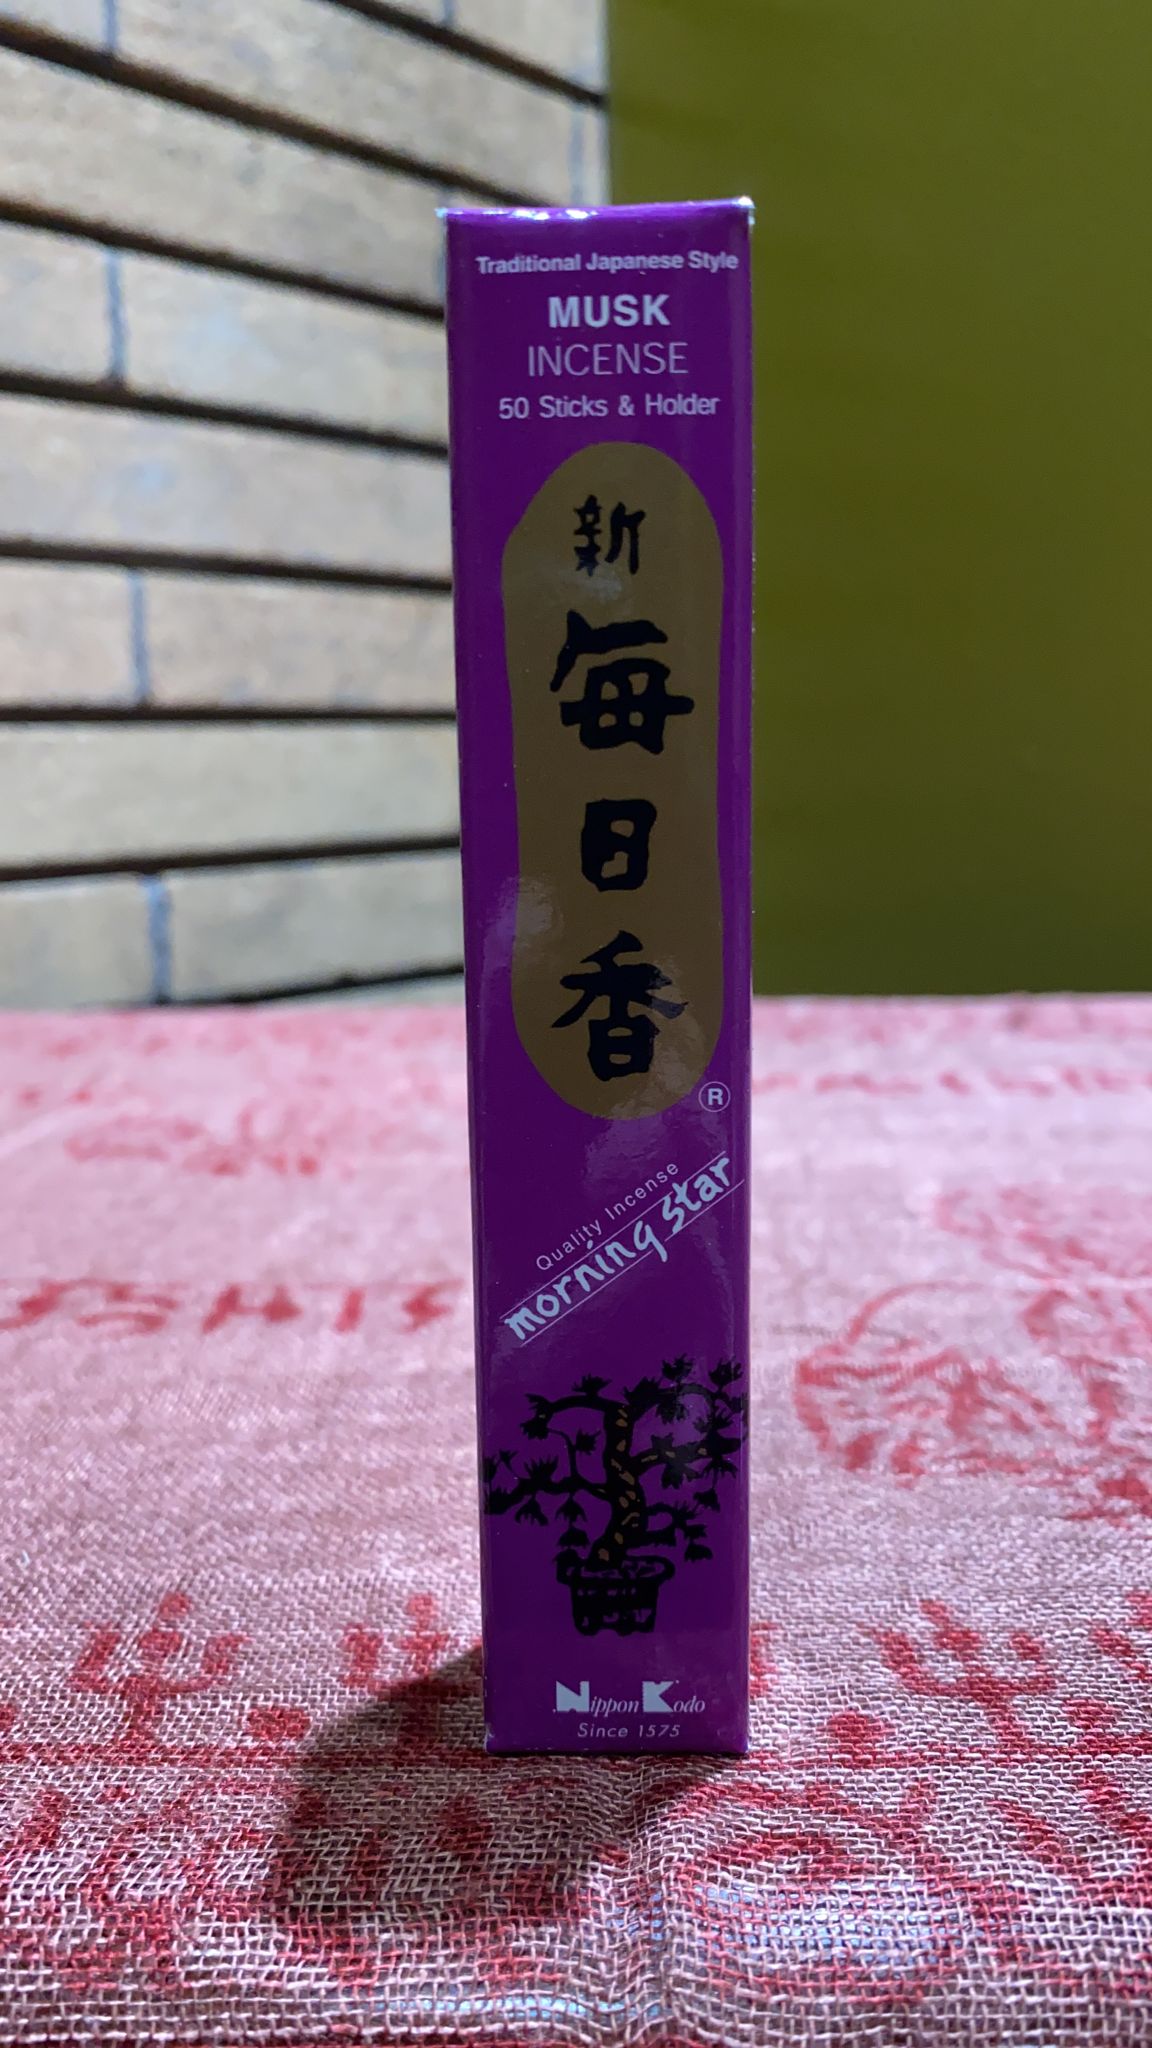 Traditional Japanese Style
MUSK
INCENSE
50 Sticks & Holder
新
毎
日
香
®
Quality Incense
morning star
Nippon Kodo
Since 1575